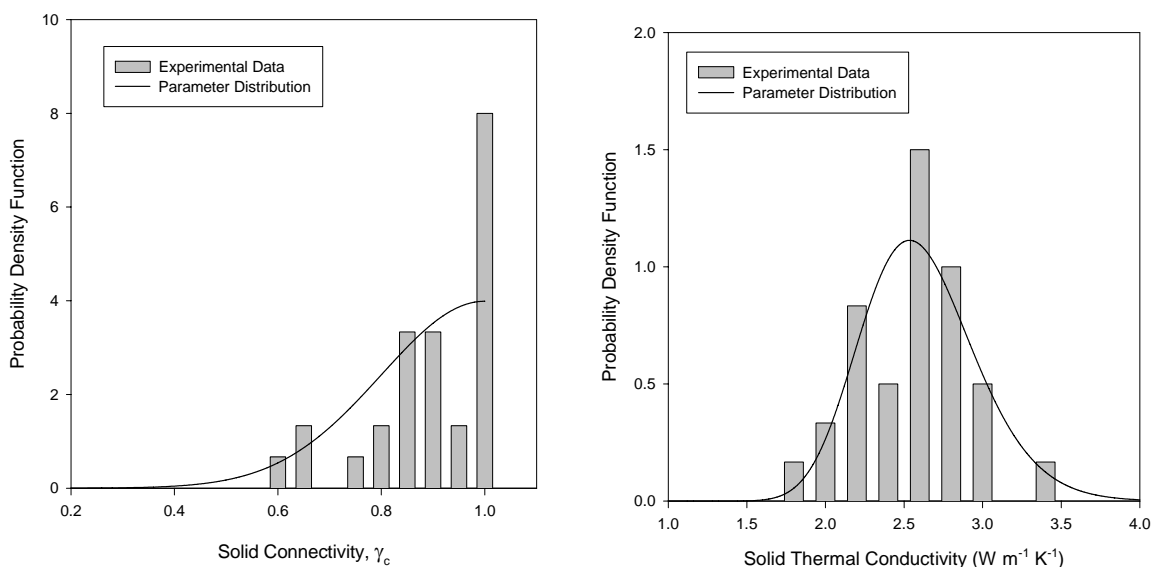 10
8
6
4
2
0
Probability Density Function
Experimental Data
Parameter Distribution
0.2 0.4 0.6 0.8 1.0
Solid Connectivity, γc
2.0
1.5
1.0
0.5
0.0
Probability Density Function
Experimental Data
Parameter Distribution
1.0 1.5 2.0 2.5 3.0 3.5 4.0
Solid Thermal Conductivity (W m⁻¹ K⁻¹)